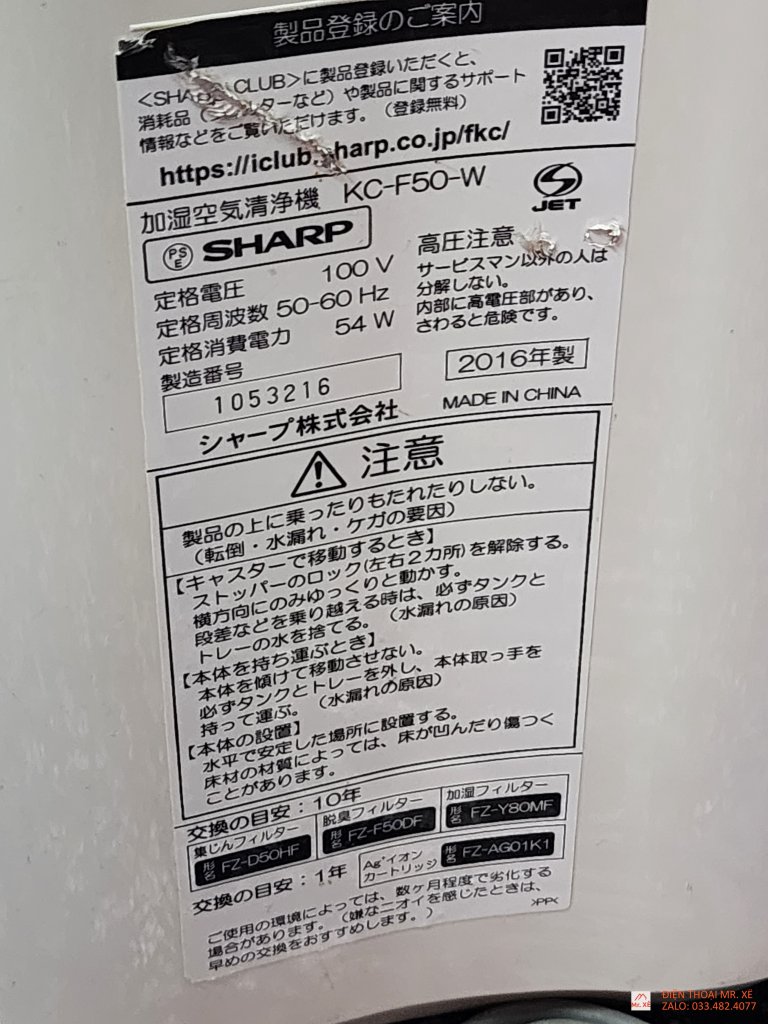 製品登録のご案内
<SHARP CLUB>に製品登録いただくと、
消耗品（ ルターなど）や製品に関するサポート
情報などをご覧いただけます。（登録無料）
https://iclub.sharp.co.jp/fkc/
加湿空気清浄機 KC-F50-W
PSE SHARP
JET
定格電圧 100 V
定格周波数 50-60 Hz
定格消費電力 54 W
製造番号
1053216
シャープ株式会社
高圧注意
サービスマン以外の人は
分解しない。
内部に高電圧部があり、
さわると危険です。
2016年製
MADE IN CHINA
注意
製品の上に乗ったりもたれたりしない。
（転倒・水漏れ・ケガの要因）
【キャスターで移動するとき】
ストッパーのロック(左右2カ所)を解除する。
横方向にのみゆっくりと動かす。
段差などを乗り越える時は、必ずタンクと
トレーの水を捨てる。（水漏れの原因）
【本体を持ち運ぶとき】
本体を傾けて移動させない。
必ずタンクとトレーを外し、本体取っ手を
持って運ぶ。（水漏れの原因）
【本体の設置】
水平で安定した場所に設置する。
床材の材質によっては、床が凹んだり傷つく
ことがあります。
交換の目安：10年
集じんフィルター
形名 FZ-D50HF
脱臭フィルター
形名 FZ-F50DF
加湿フィルター
形名 FZ-Y80MF
交換の目安：1年
Ag⁺イオン
カートリッジ
形名 FZ-AG01K1
ご使用の環境によっては、数ヶ月程度で劣化する
場合があります。（嫌なニオイを感じたときは、
早めの交換をおすすめします。）
>PP<
MR. XẾ
ĐIỆN THOẠI MR. XẾ
ZALO: 033.482.4077